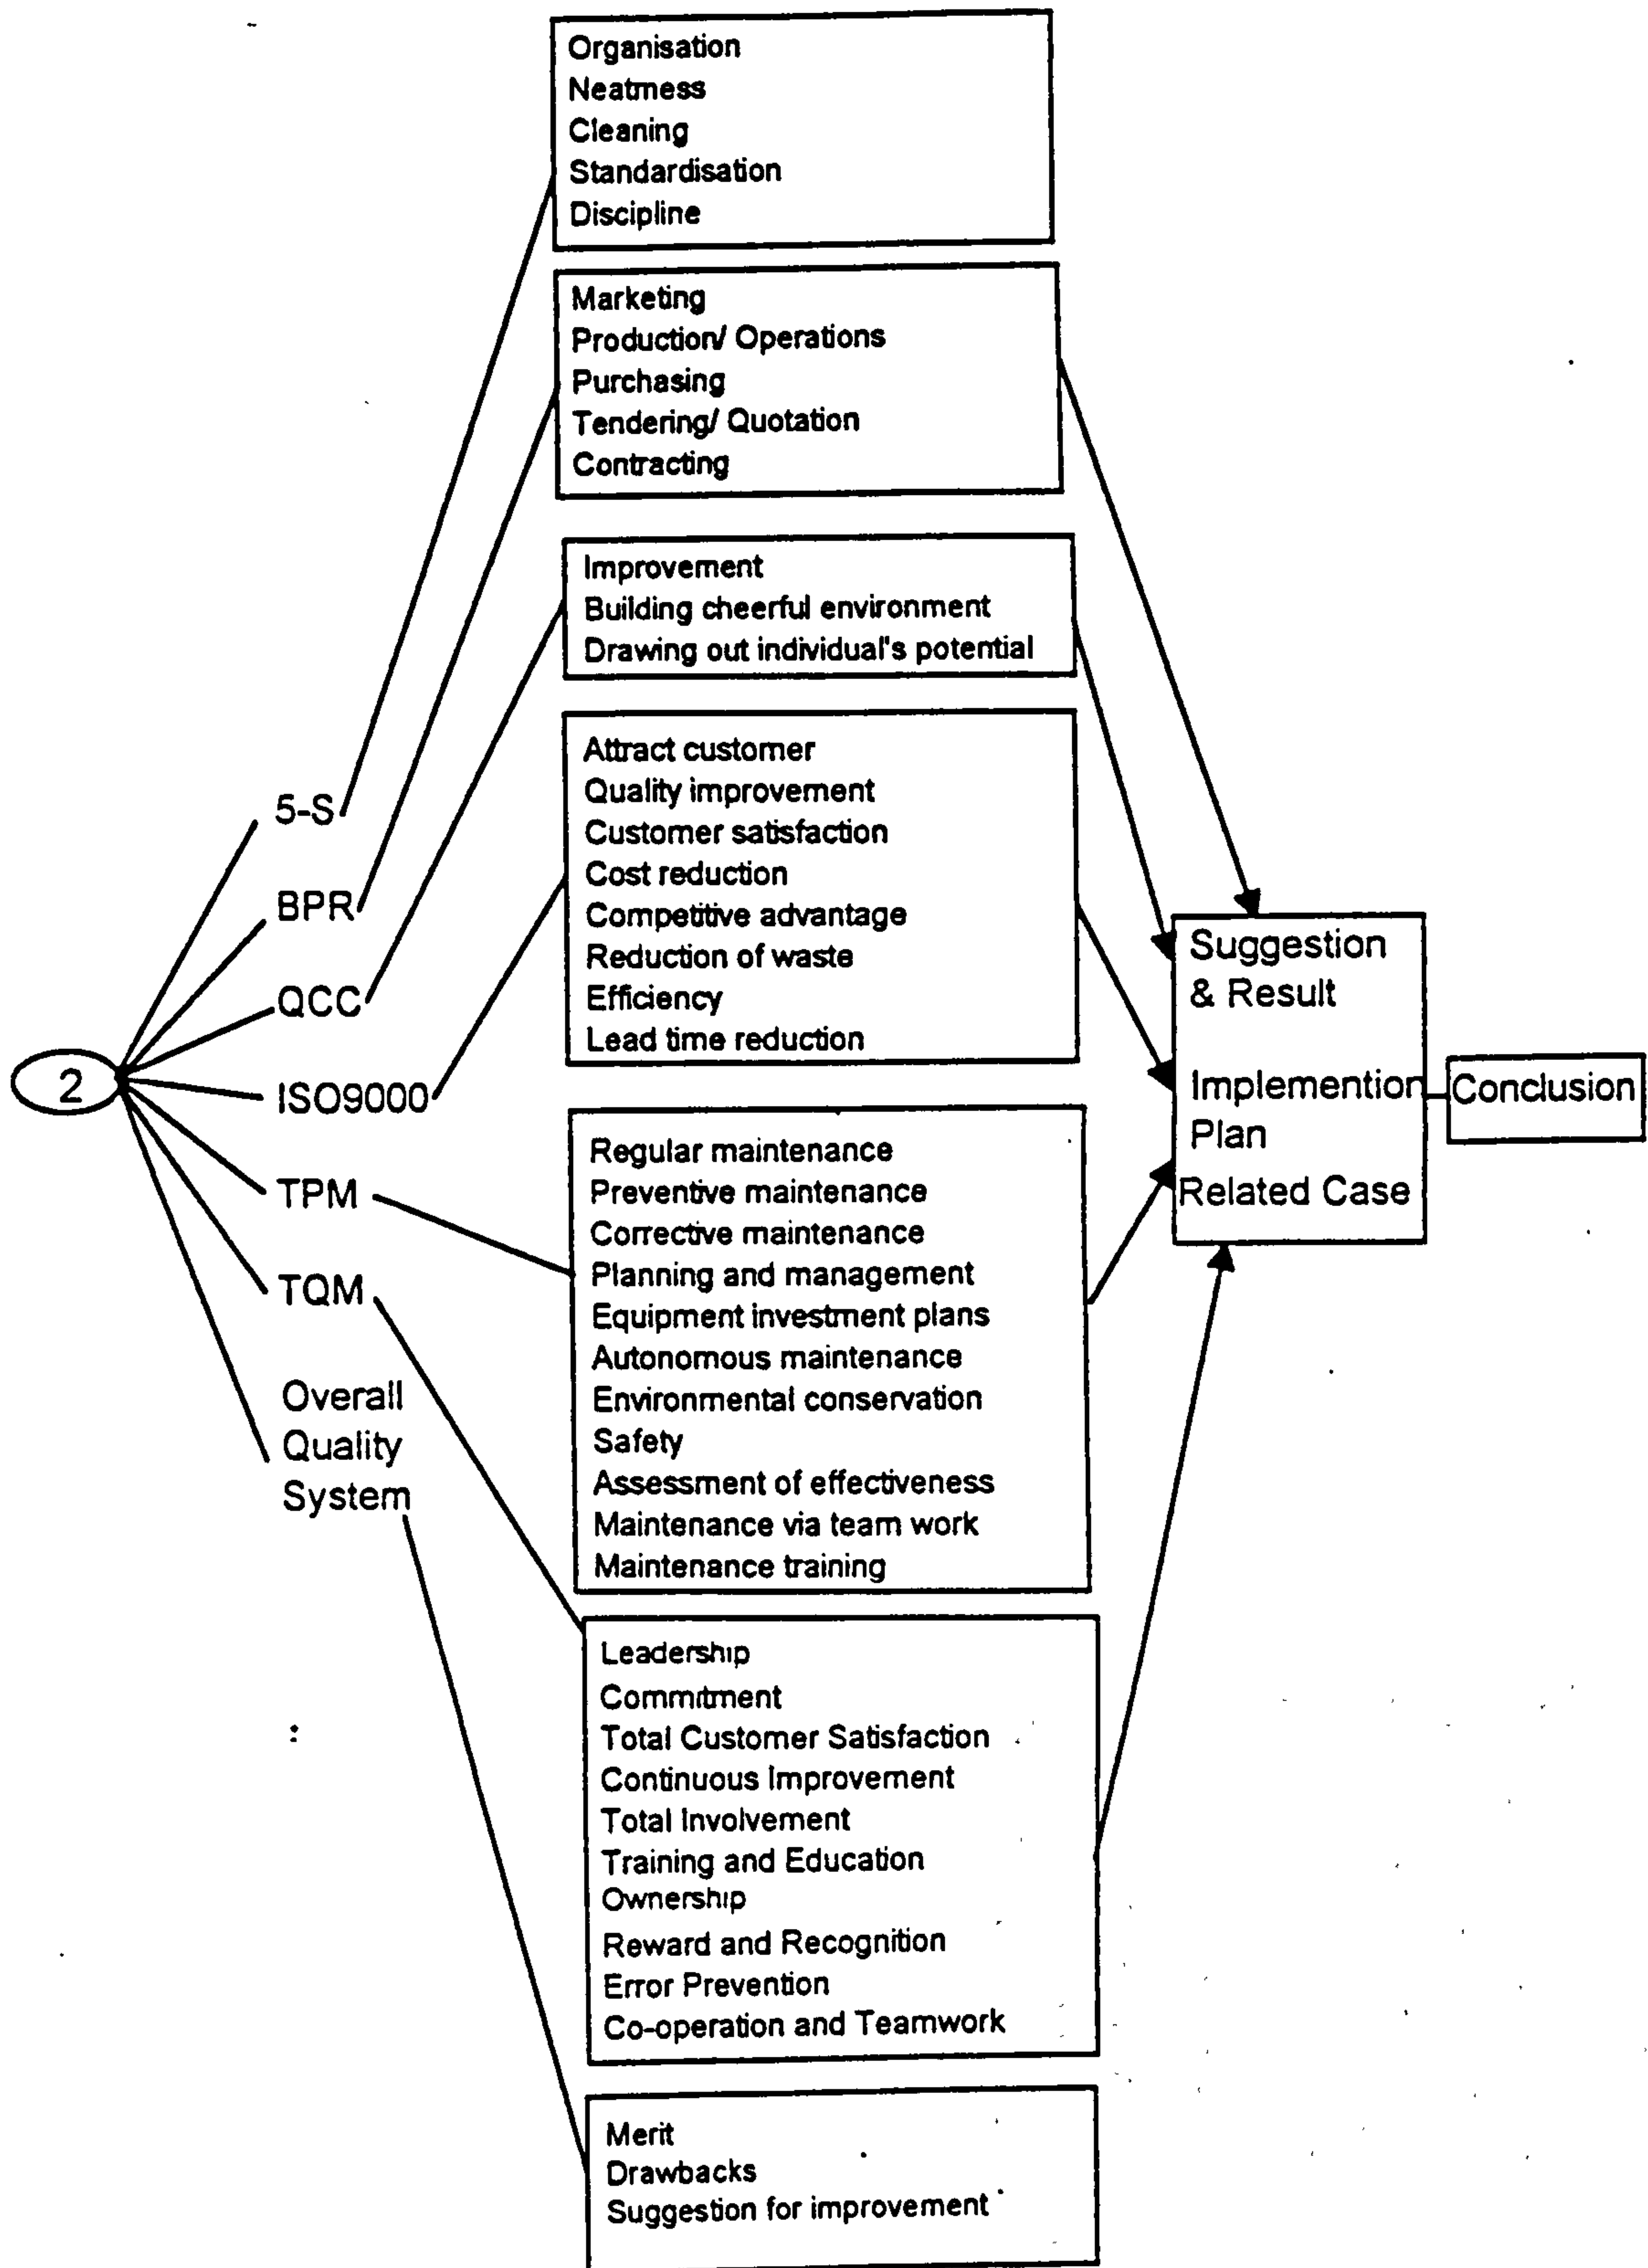 Organisation
Neatmess
Cleaning
Standardisation
Discipline
Marketing
Production/ Operations
Purchasing
Tendering/ Quotation
Contracting
Improvement
Building cheerful environment
Drawing out individual's potential
Attract customer
Quality improvement
Customer satisfaction
Cost reduction
Competitive advantage
Reduction of waste
Efficiency
Lead time reduction
Regular maintenance
Preventive maintenance
Corrective maintenance
Planning and management
Equipment investment plans
Autonomous maintenance
Environmental conservation
Safety
Assessment of effectiveness
Maintenance via team work
Maintenance training
Leadership
Commitment
Total Customer Satisfaction
Continuous Improvement
Total Involvement
Training and Education
Ownership
Reward and Recognition
Error Prevention
Co-operation and Teamwork
Merit
Drawbacks
Suggestion for improvement
2
5-S
BPR
QCC
ISO9000
TPM
TQM
Overall
Quality
System
Suggestion
& Result
Implemention
Plan
Related Case
Conclusion